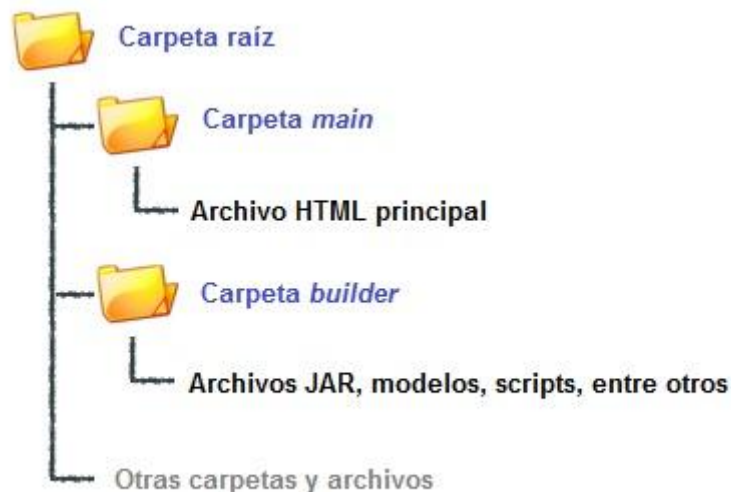 Carpeta raíz
Carpeta main
Archivo HTML principal
Carpeta builder
Archivos JAR, modelos, scripts, entre otros
Otras carpetas y archivos